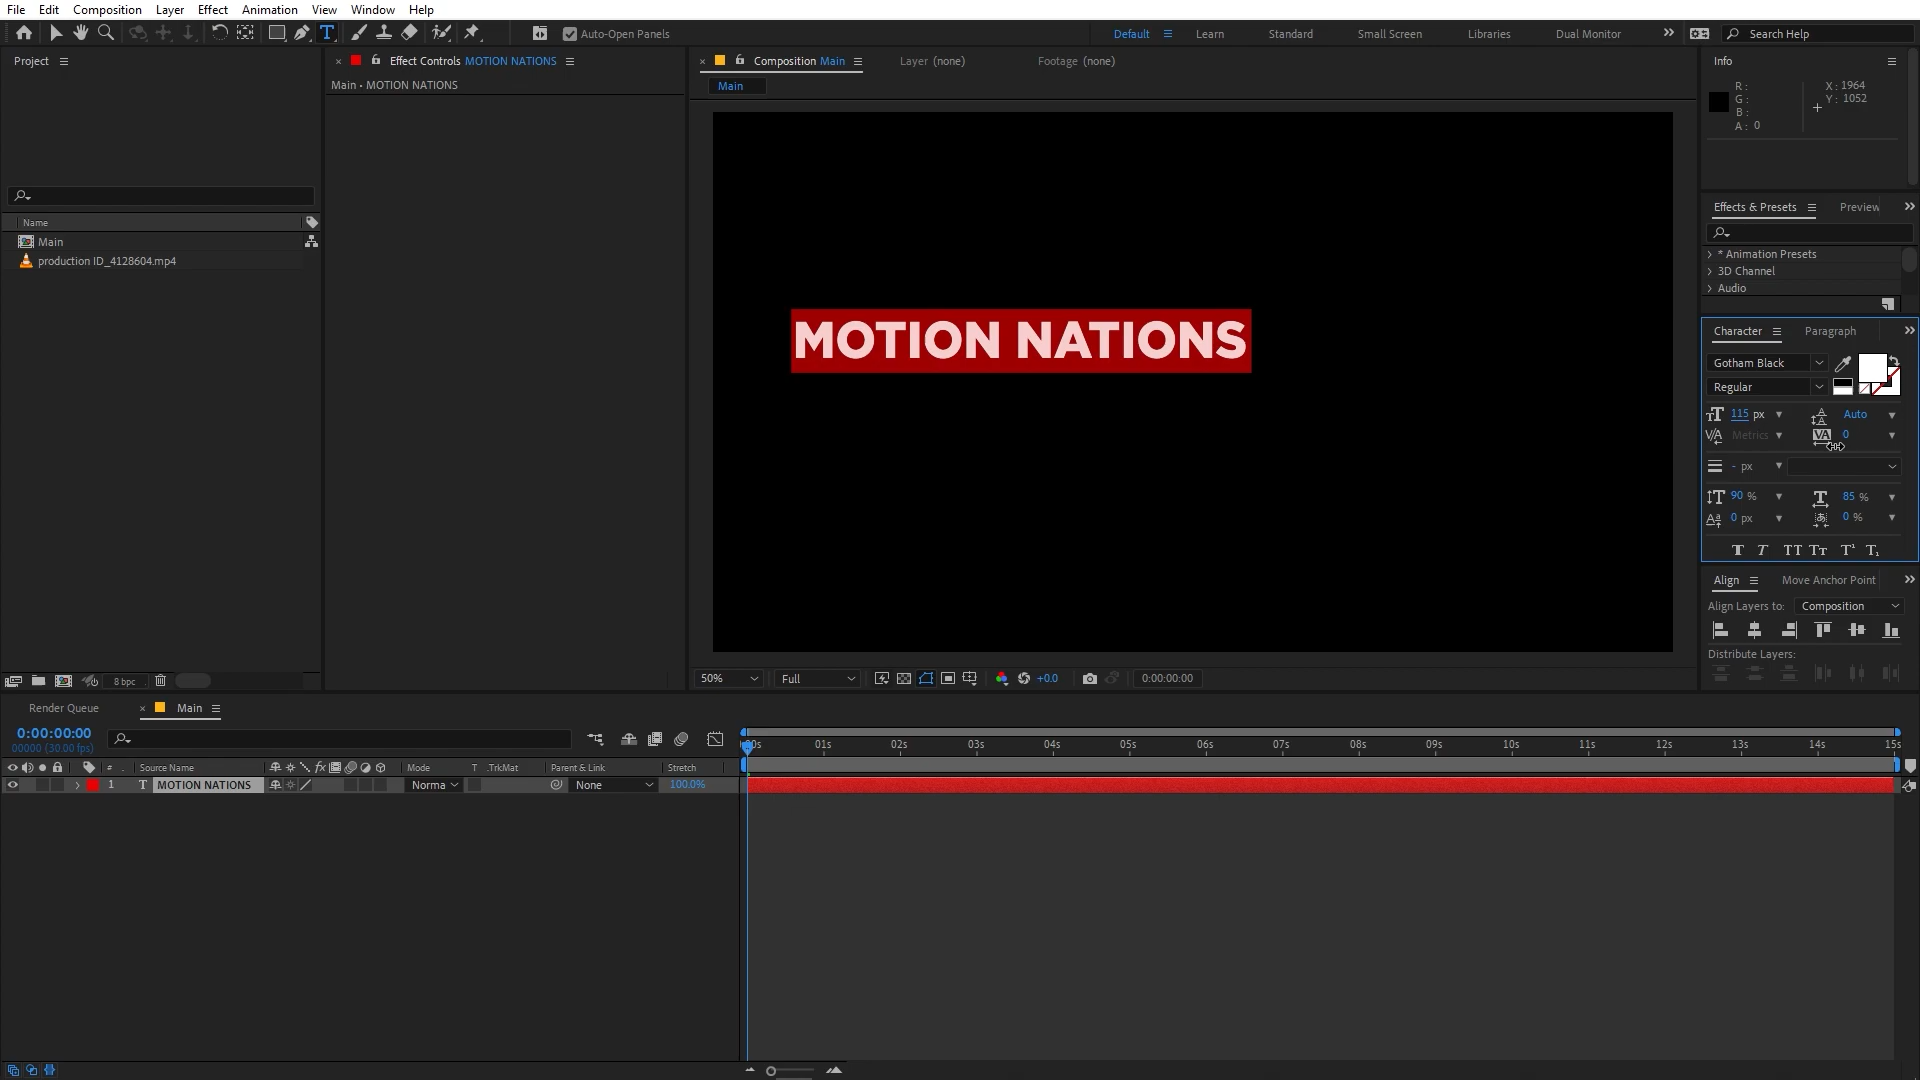 File Edit Composition Layer Effect Animation View Window Help
Auto-Open Panels
Default Learn Standard Small Screen Libraries Dual Monitor
Search Help
Project
Name
Main
production ID_4128604.mp4
8 bpc
Effect Controls MOTION NATIONS
Main • MOTION NATIONS
Composition Main Layer (none) Footage (none)
Main
MOTION NATIONS
50% Full +0.0 0:00:00:00
Info
R : X : 1964
G : Y : 1052
B :
A : 0
Effects & Presets Preview
* Animation Presets
3D Channel
Audio
Character Paragraph
Gotham Black
Regular
115 px Auto
Metrics 0
- px
90 % 85 %
0 px 0 %
Align Move Anchor Point
Align Layers to: Composition
Distribute Layers:
Render Queue Main
0:00:00:00
00000 (30.00 fps)
# Source Name Mode T .TrkMat Parent & Link Stretch
1 T MOTION NATIONS Norma None 100.0%
01s 02s 03s 04s 05s 06s 07s 08s 09s 10s 11s 12s 13s 14s 15s